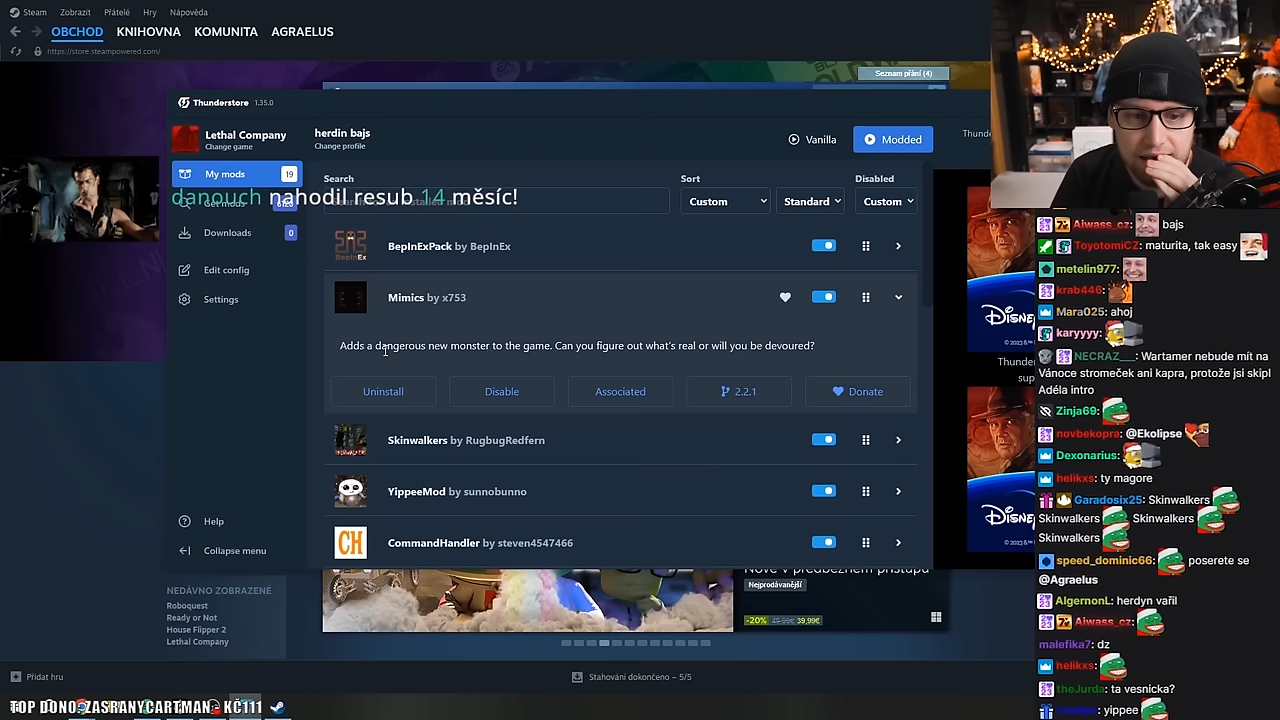 Steam Zobrazit Přátelé Hry Nápověda
OBCHOD KNIHOVNA KOMUNITA AGRAELUS
https://store.steampowered.com/
Seznam přání (4)
Thunderstore 1.35.0
Lethal Company
Change game
herdin bajs
Change profile
Vanilla
Modded
My mods 19
danouch nahodil resub 14 měsíc!
Downloads 0
Edit config
Settings
Search
Sort
Disabled
Custom
Standard
Custom
BepInExPack by BepInEx
Mimics by x753
Adds a dangerous new monster to the game. Can you figure out what's real or will you be devoured?
Uninstall
Disable
Associated
2.2.1
Donate
Skinwalkers by RugbugRedfern
YippeeMod by sunnobunno
CH
CommandHandler by steven4547466
Help
Collapse menu
NEDÁVNO ZOBRAZENÉ
Roboquest
Ready or Not
House Flipper 2
Lethal Company
Nové v předběžném přístupu
Nejprodávanější
-20% 49,99€ 39,99€
Přidat hru
Stahování dokončeno – 5/5
TOP DONO: ZASRANYCARTMAN - KČ111
Aiwass_cz: bajs
ToyotomiCZ: maturita, tak easy
metelin977:
krab446:
Mara025: ahoj
karyyyy:
NECRAZ___: Wartamer nebude mít na
Vánoce stromeček ani kapra, protože jsi skipl
Adéla intro
Zinja69:
novbekopra: @Ekolipse
Dexonarius:
helikxs: ty magore
Garadosix25: Skinwalkers
Skinwalkers Skinwalkers
Skinwalkers
speed_dominic66: poserete se
@Agraelus
AlgernonL: herdyn vařil
Aiwass_cz:
malefika7: dz
helikxs:
theJurda: ta vesnicka?
yippee